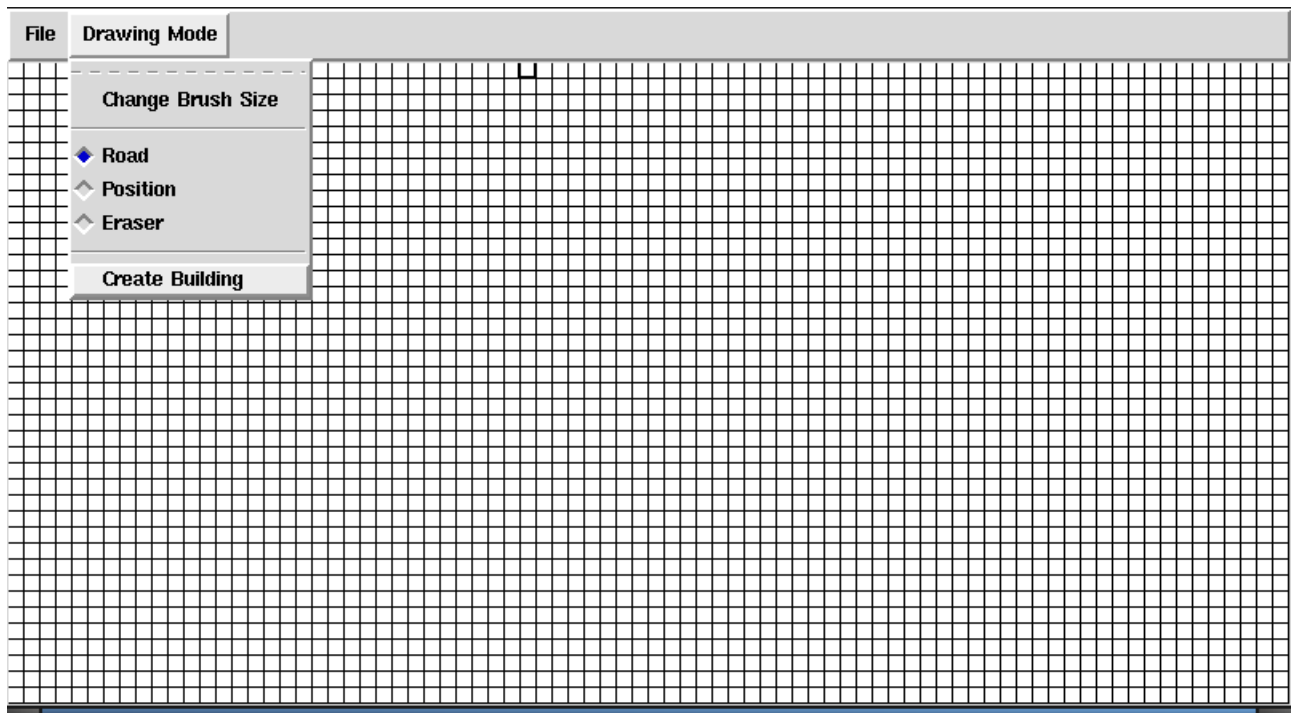 File Drawing Mode
Change Brush Size
Road
Position
Eraser
Create Building